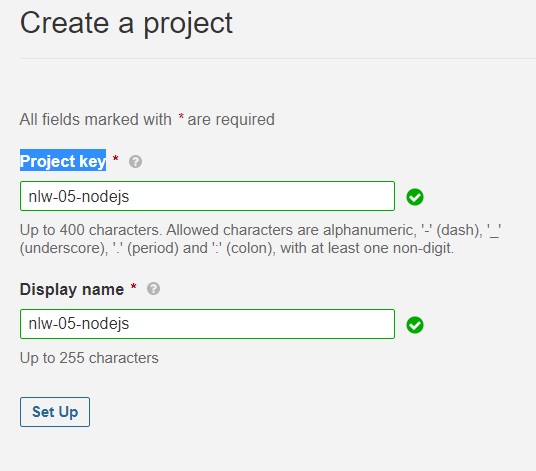 Create a project
All fields marked with * are required
Project key *
nlw-05-nodejs
Up to 400 characters. Allowed characters are alphanumeric, '-' (dash), '_'
(underscore), '.' (period) and ':' (colon), with at least one non-digit.
Display name *
nlw-05-nodejs
Up to 255 characters
Set Up